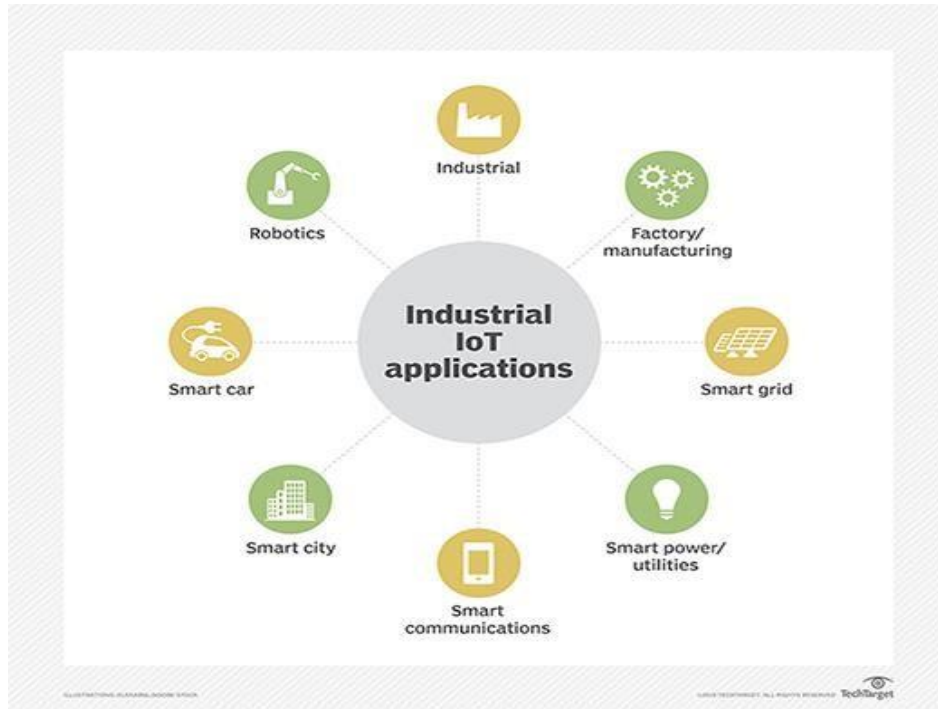 Industrial
Robotics
Factory/
manufacturing
Industrial
IoT
applications
Smart car
Smart grid
Smart city
Smart power/
utilities
Smart
communications
TechTarget